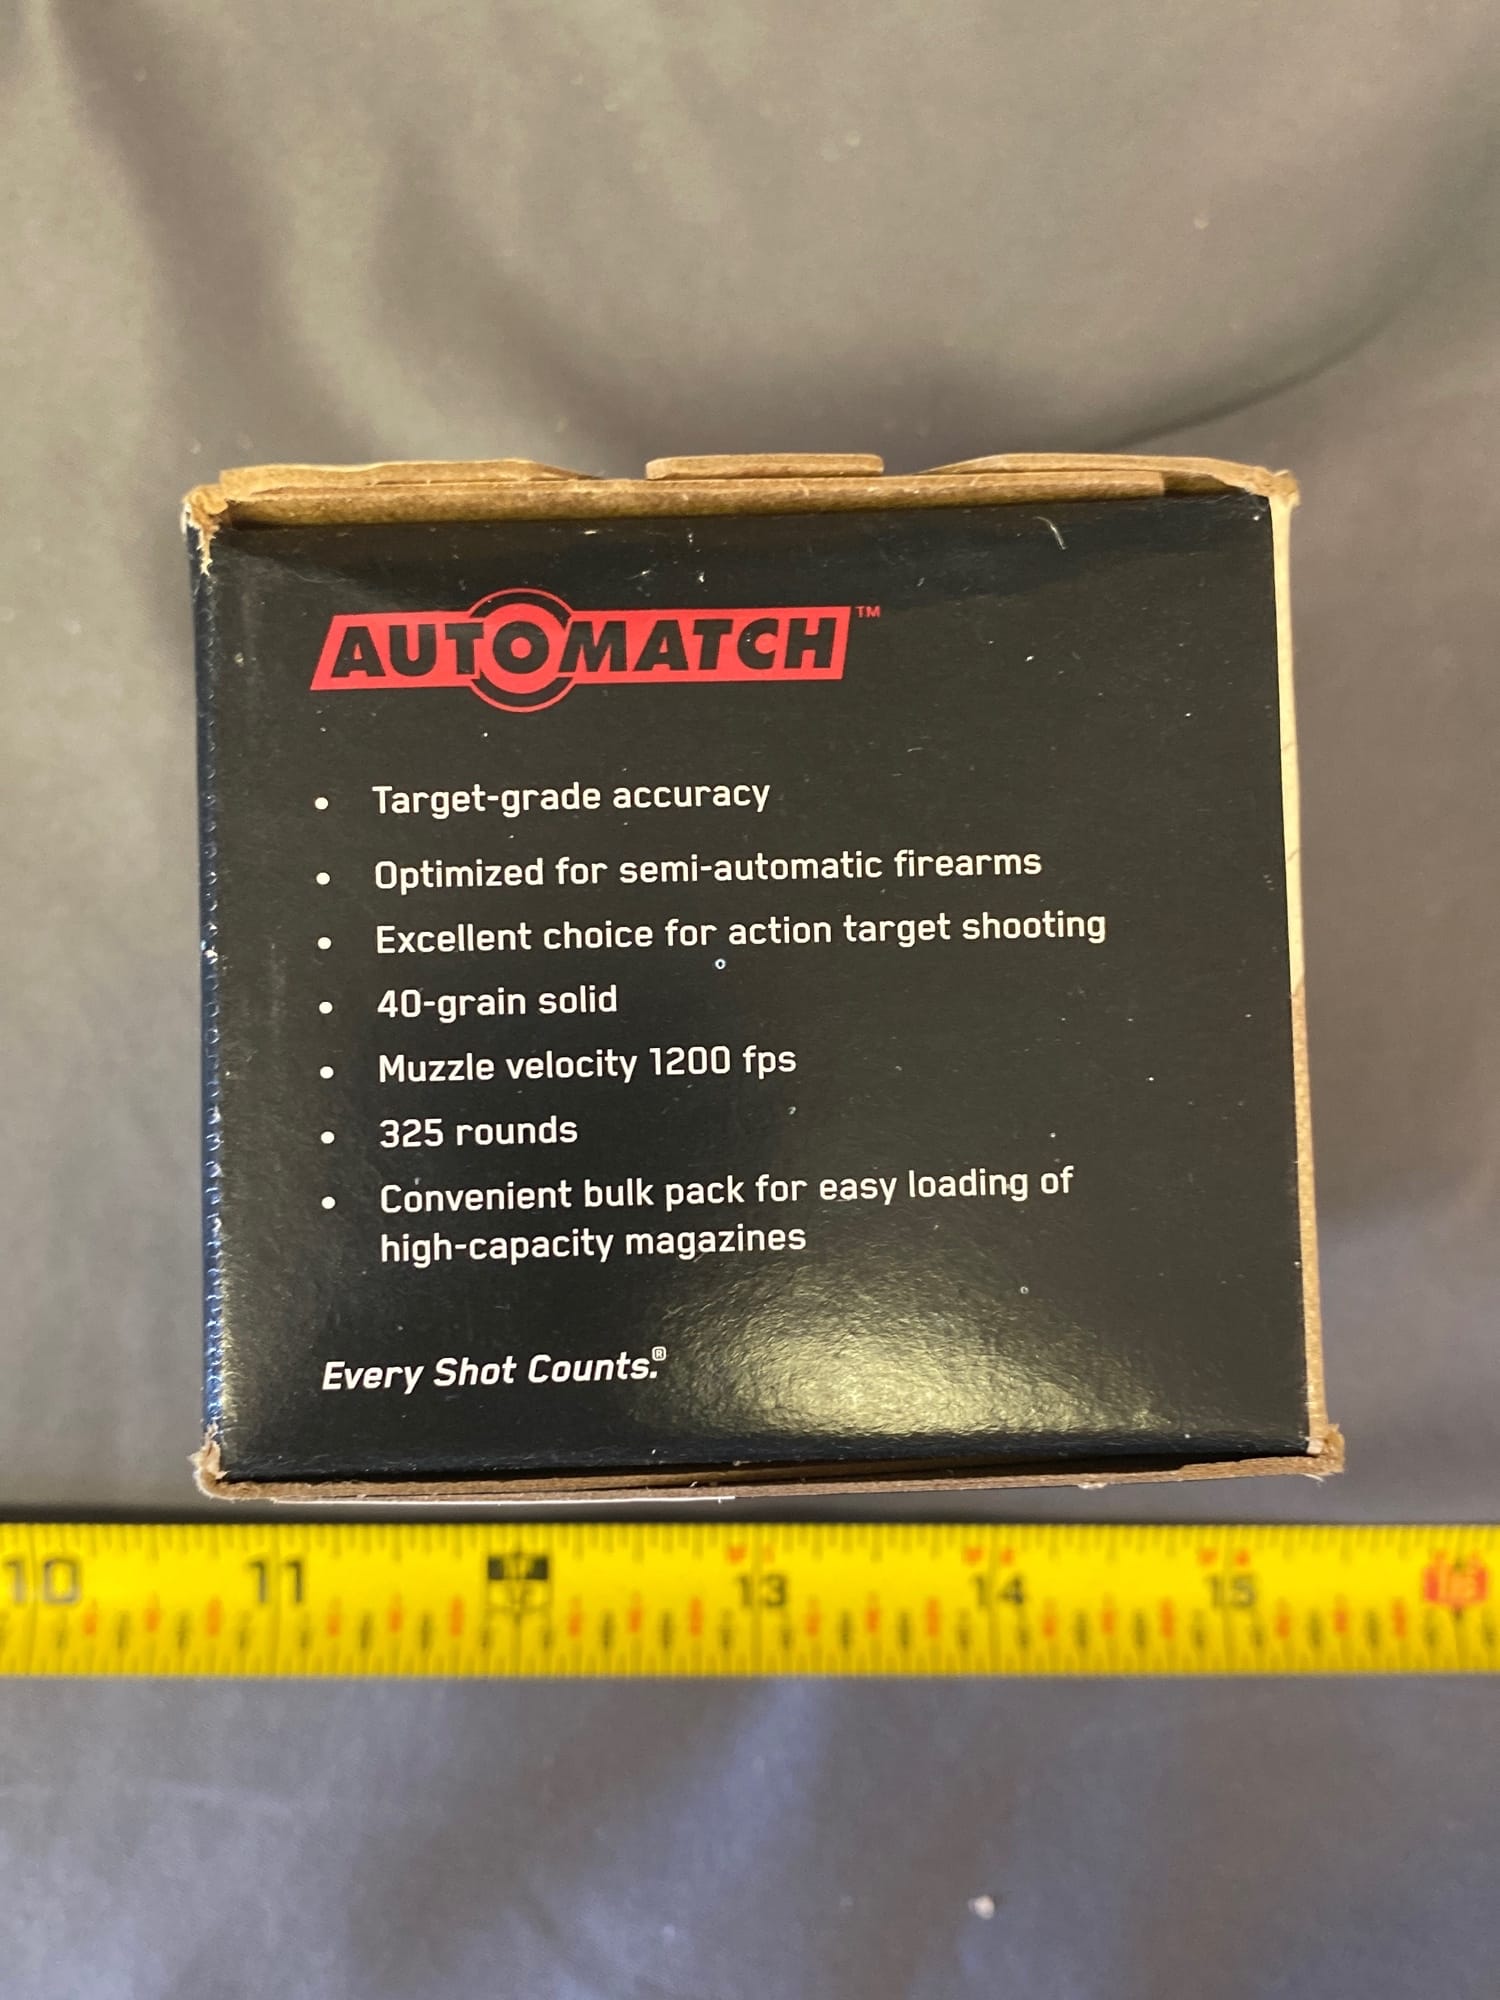 AUTOMATCH™
• Target-grade accuracy
• Optimized for semi-automatic firearms
• Excellent choice for action target shooting
• 40-grain solid
• Muzzle velocity 1200 fps
• 325 rounds
• Convenient bulk pack for easy loading of
high-capacity magazines
Every Shot Counts.®
10 11 13 14 15 16